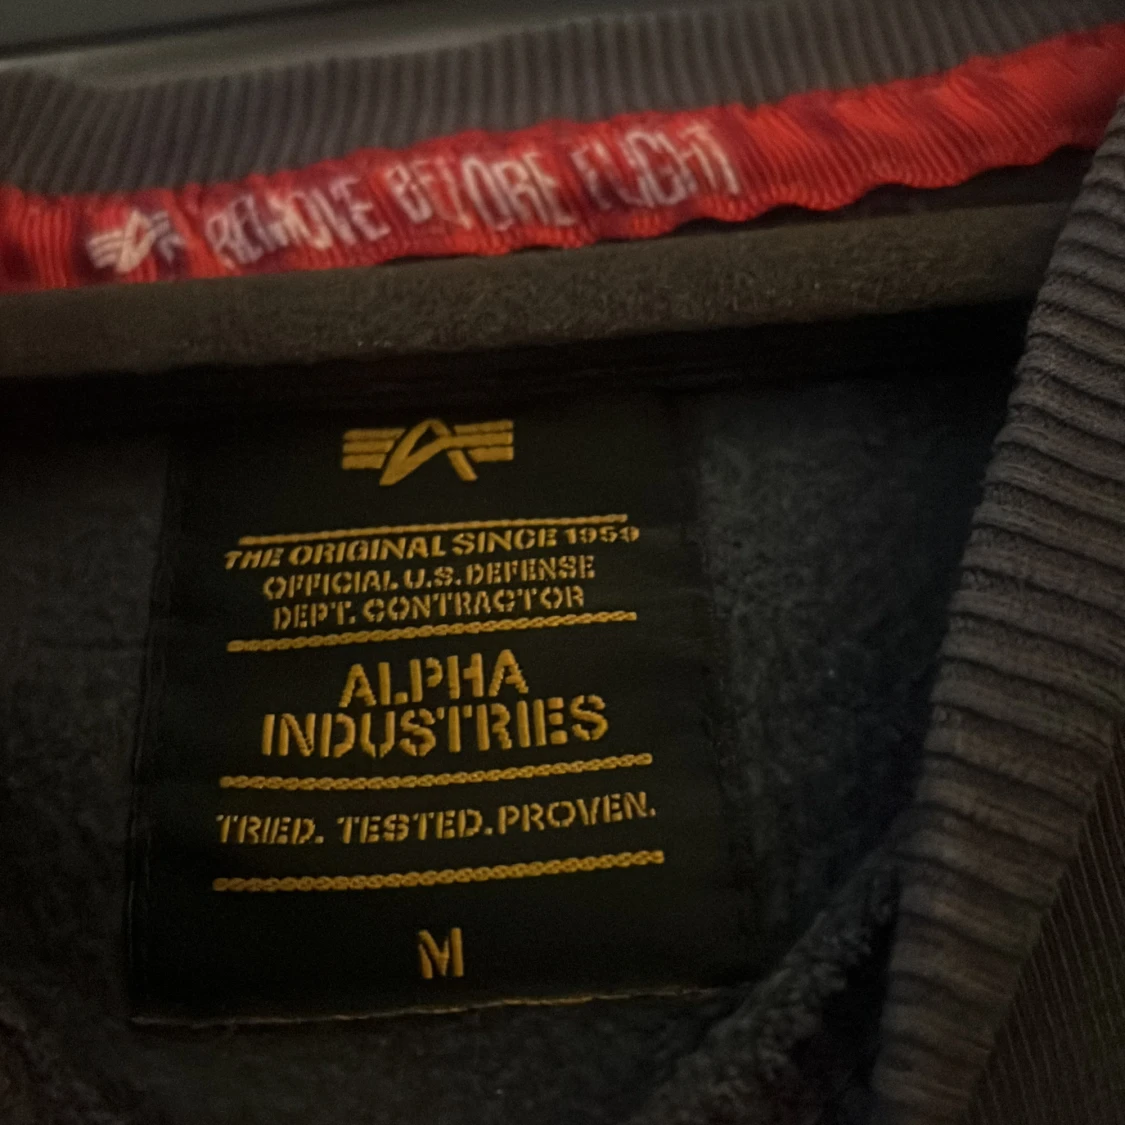 REMOVE BEFORE FLIGHT
THE ORIGINAL SINCE 1959
OFFICIAL U.S. DEFENSE
DEPT. CONTRACTOR
ALPHA
INDUSTRIES
TRIED. TESTED. PROVEN.
M